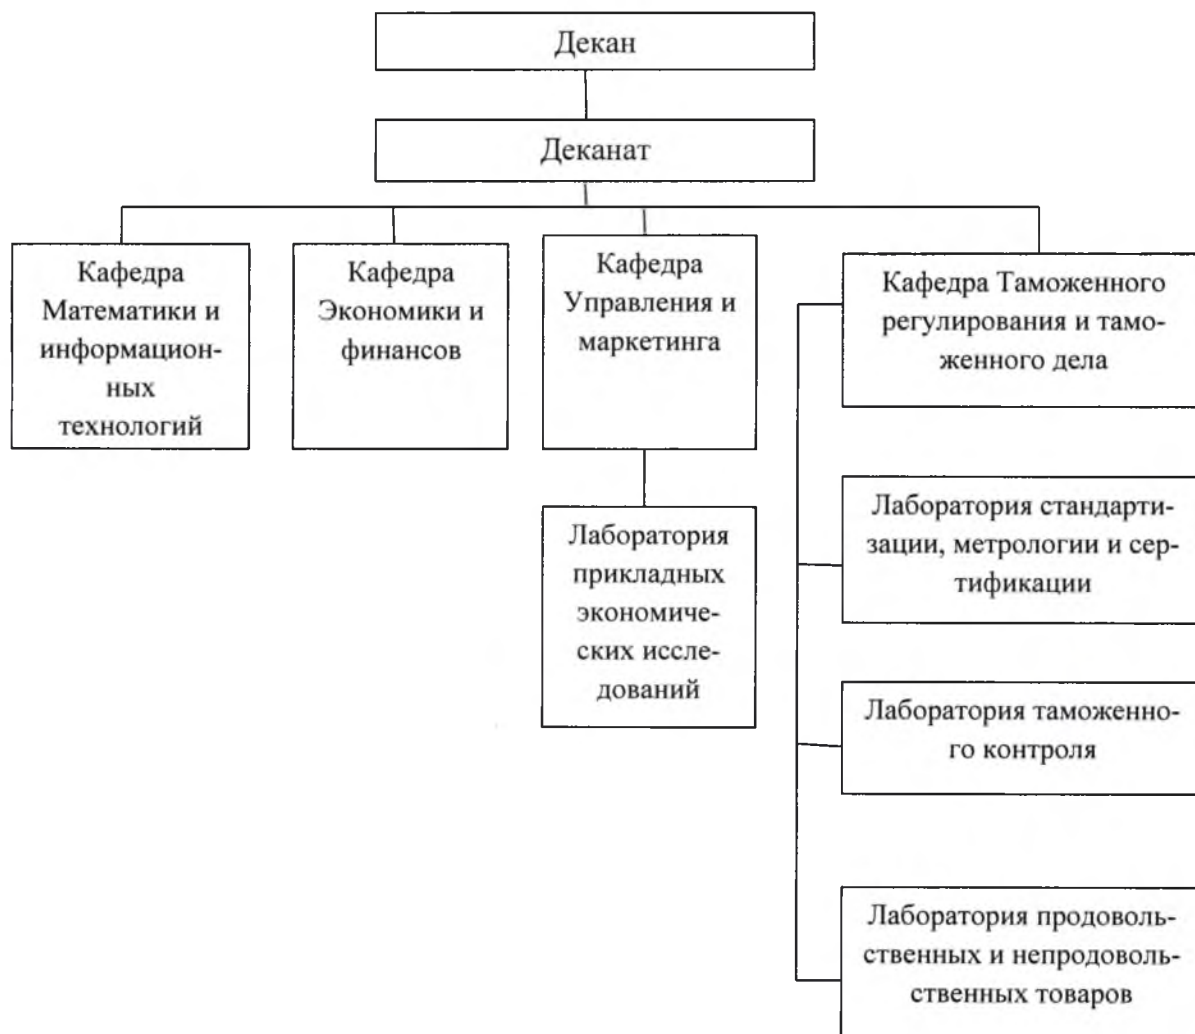 Декан
Деканат
Кафедра
Математики и
информацион-
ных
технологий
Кафедра
Экономики и
финансов
Кафедра
Управления и
маркетинга
Кафедра Таможенного
регулирования и тамо-
женного дела
Лаборатория
прикладных
экономиче-
ских иссле-
дований
Лаборатория стандарти-
зации, метрологии и сер-
тификации
Лаборатория таможенно-
го контроля
Лаборатория продоволь-
ственных и непродоволь-
ственных товаров